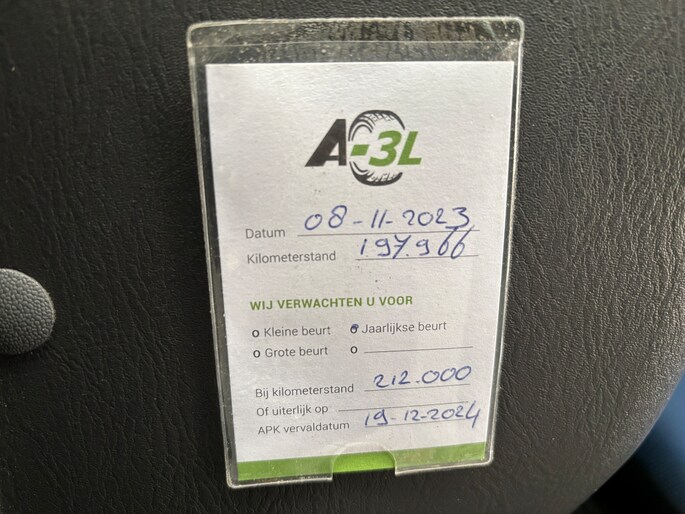 A-3L
Datum 08-11-2023
Kilometerstand 197.966
WIJ VERWACHTEN U VOOR
o Kleine beurt o Jaarlijkse beurt
o Grote beurt o
Bij kilometerstand 212.000
Of uiterlijk op
APK vervaldatum 19-12-2024